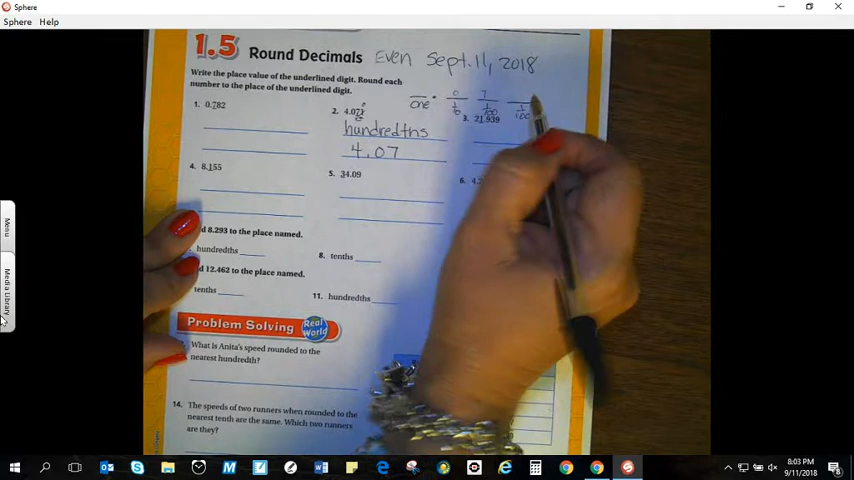 Sphere
Sphere Help
1.5 Round Decimals Even Sept. 11, 2018
Write the place value of the underlined digit. Round each
number to the place of the underlined digit.
one . 0 7
1/10 1/100
1. 0.782
2. 4.073
hundredths
4.07
3. 21.939
4. 8.155
5. 34.09
6. 4.
d 8.293 to the place named.
hundredths
8. tenths
d 12.462 to the place named.
tenths
11. hundredths
Problem Solving Real World
What is Anita's speed rounded to the
nearest hundredth?
14. The speeds of two runners when rounded to the
nearest tenth are the same. Which two runners
are they?
Menu
Media Library
8:03 PM
9/11/2018